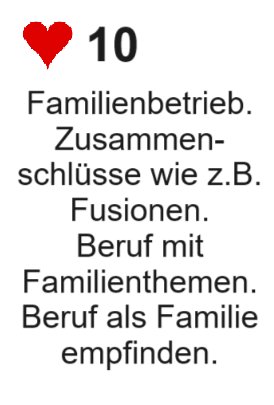 10
Familienbetrieb.
Zusammen-
schlüsse wie z.B.
Fusionen.
Beruf mit
Familienthemen.
Beruf als Familie
empfinden.